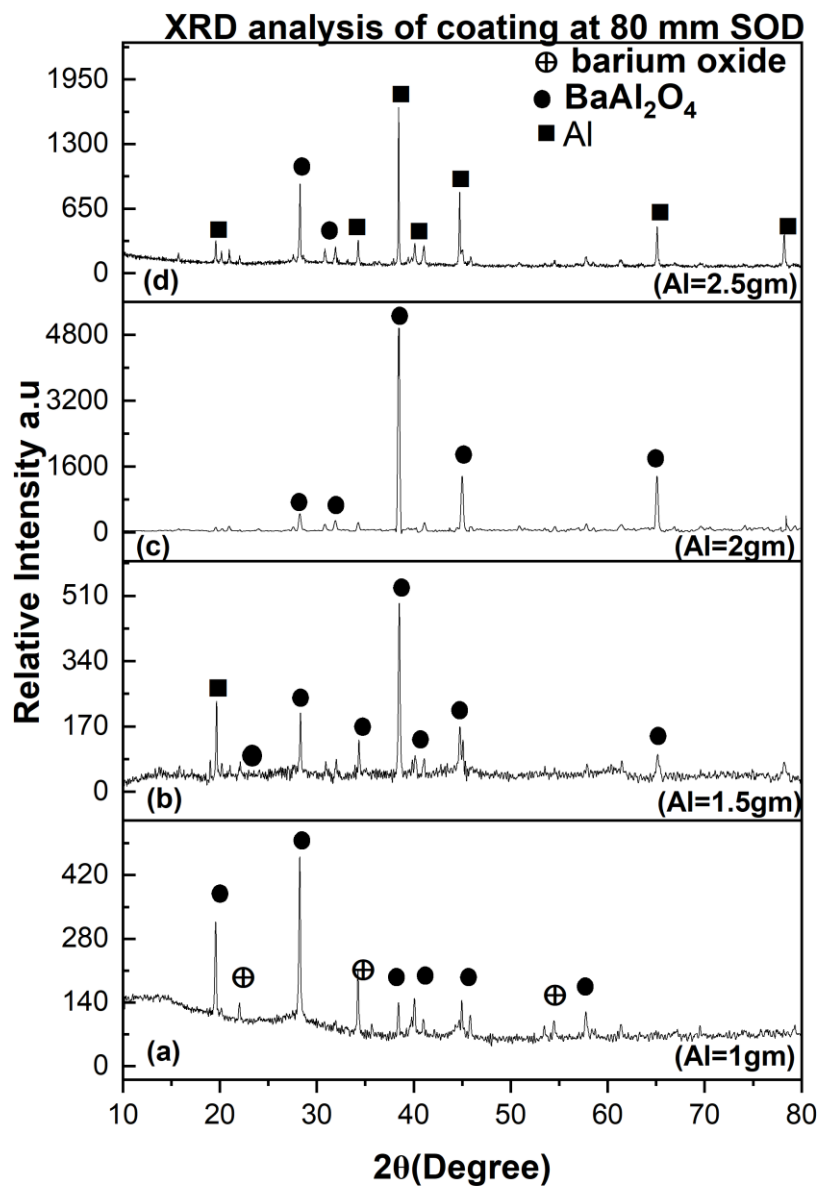 XRD analysis of coating at 80 mm SOD
⊕ barium oxide
● BaAl₂O₄
■ Al
1950
1300
650
0
(d)
(Al=2.5gm)
4800
3200
1600
0
(c)
(Al=2gm)
510
340
170
0
(b)
(Al=1.5gm)
420
280
140
0
(a)
(Al=1gm)
10 20 30 40 50 60 70 80
2θ(Degree)
Relative Intensity a.u